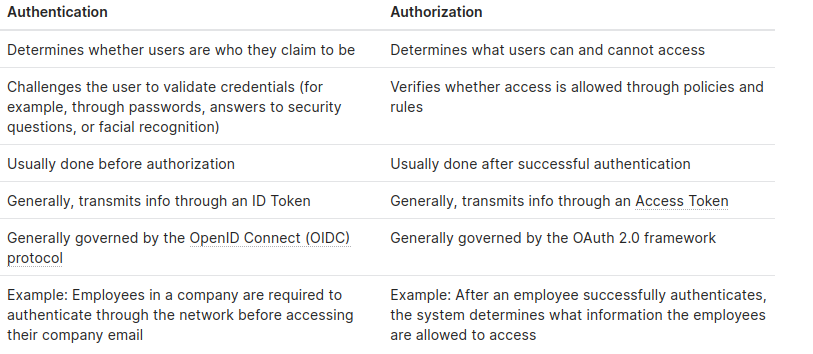 Authentication
Authorization
Determines whether users are who they claim to be
Determines what users can and cannot access
Challenges the user to validate credentials (for
example, through passwords, answers to security
questions, or facial recognition)
Verifies whether access is allowed through policies and
rules
Usually done before authorization
Usually done after successful authentication
Generally, transmits info through an ID Token
Generally, transmits info through an Access Token
Generally governed by the OpenID Connect (OIDC)
protocol
Generally governed by the OAuth 2.0 framework
Example: Employees in a company are required to
authenticate through the network before accessing
their company email
Example: After an employee successfully authenticates,
the system determines what information the employees
are allowed to access